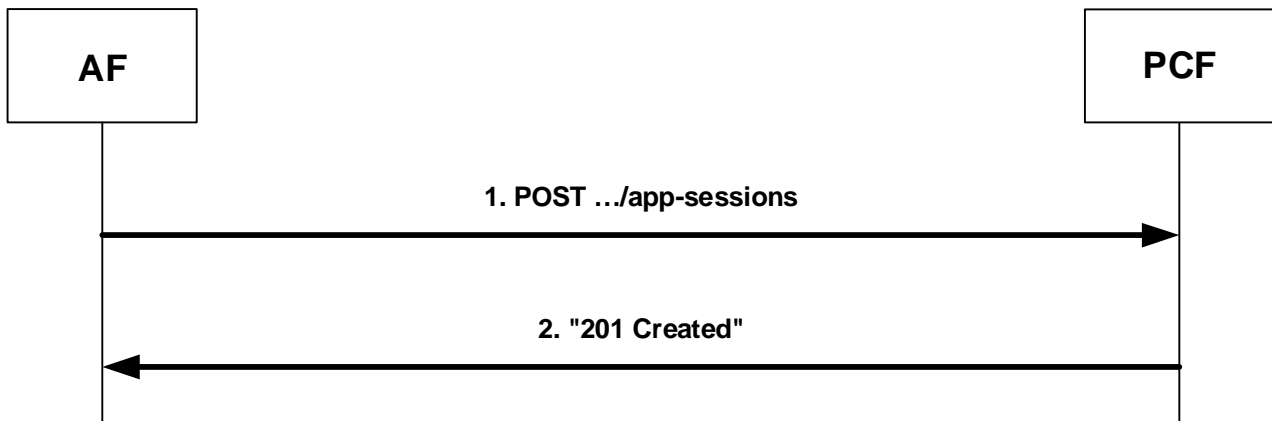 AF
PCF
1. POST …/app-sessions
2. "201 Created"